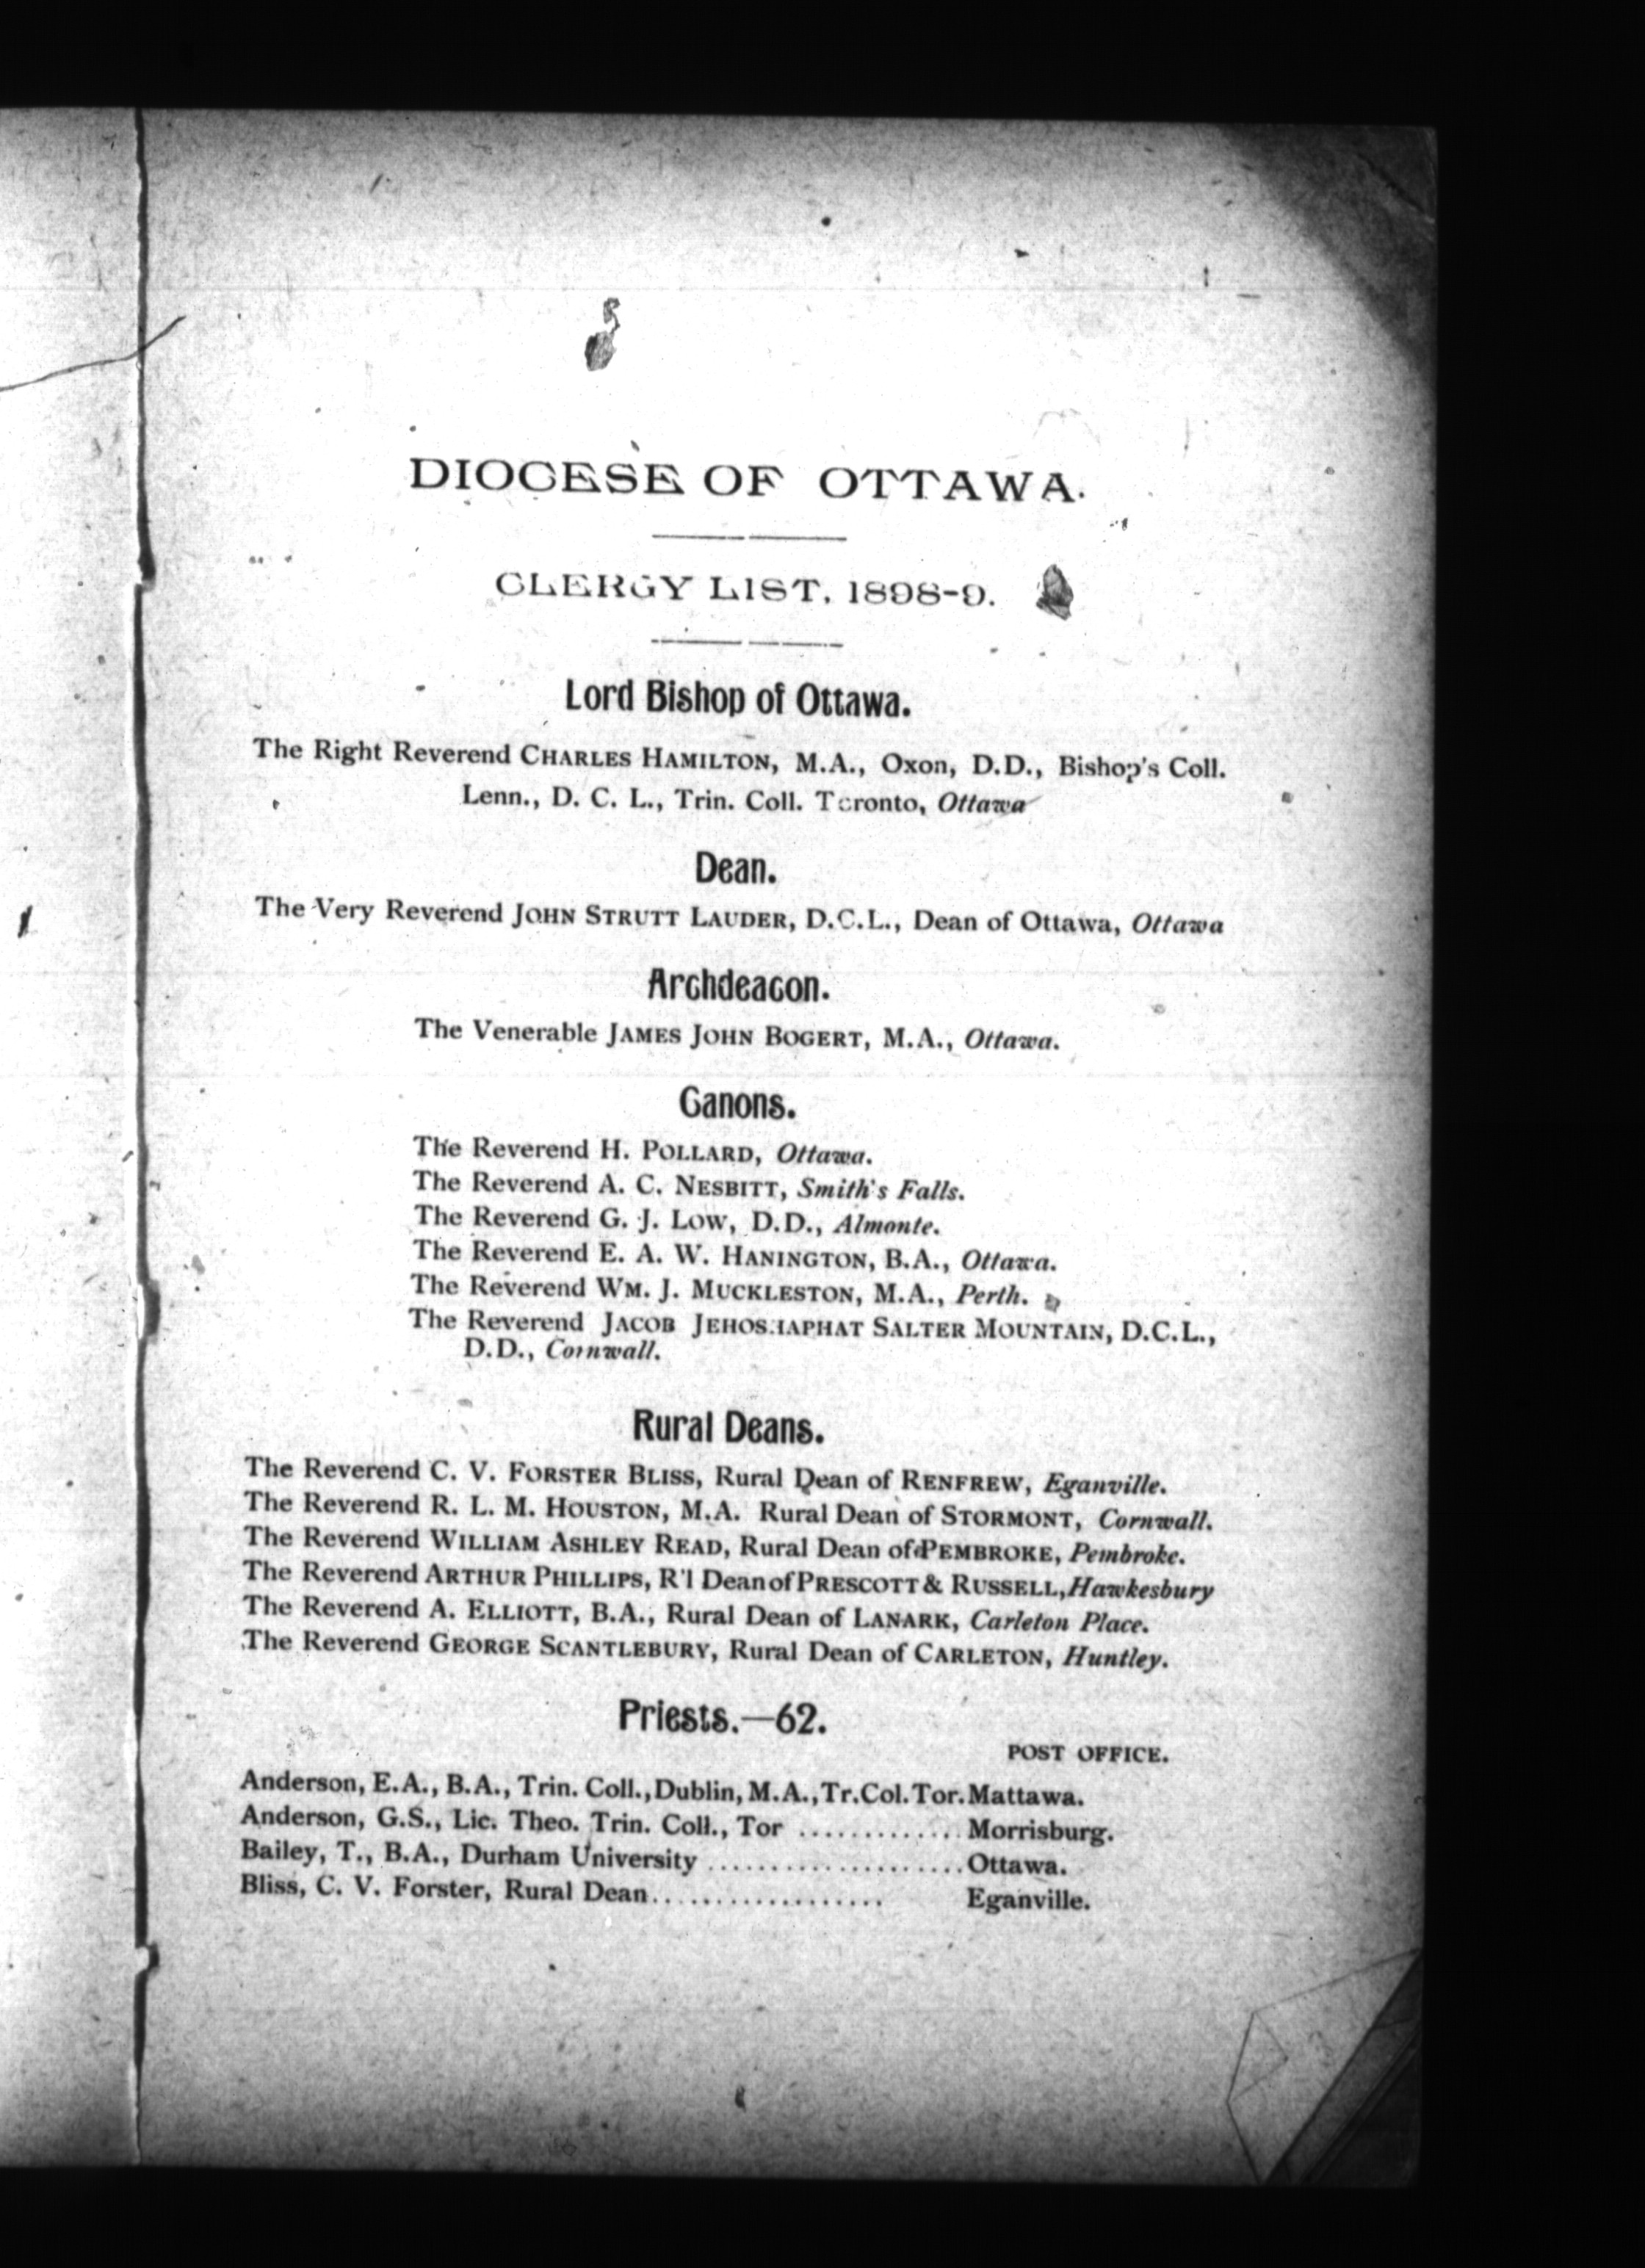 DIOCESE OF OTTAWA.
CLERGY LIST, 1898-9.
Lord Bishop of Ottawa.
The Right Reverend CHARLES HAMILTON, M.A., Oxon, D.D., Bishop's Coll.
Lenn., D. C. L., Trin. Coll. Toronto, Ottawa
Dean.
The Very Reverend JOHN STRUTT LAUDER, D.C.L., Dean of Ottawa, Ottawa
Archdeacon.
The Venerable JAMES JOHN BOGERT, M.A., Ottawa.
Canons.
The Reverend H. POLLARD, Ottawa.
The Reverend A. C. NESBITT, Smith's Falls.
The Reverend G. J. LOW, D.D., Almonte.
The Reverend E. A. W. HANINGTON, B.A., Ottawa.
The Reverend WM. J. MUCKLESTON, M.A., Perth.
The Reverend JACOB JEHOSHAPHAT SALTER MOUNTAIN, D.C.L.,
D.D., Cornwall.
Rural Deans.
The Reverend C. V. FORSTER BLISS, Rural Dean of RENFREW, Eganville.
The Reverend R. L. M. HOUSTON, M.A. Rural Dean of STORMONT, Cornwall.
The Reverend WILLIAM ASHLEY READ, Rural Dean of PEMBROKE, Pembroke.
The Reverend ARTHUR PHILLIPS, R'l Dean of PRESCOTT & RUSSELL, Hawkesbury
The Reverend A. ELLIOTT, B.A., Rural Dean of LANARK, Carleton Place.
The Reverend GEORGE SCANTLEBURY, Rural Dean of CARLETON, Huntley.
Priests.—62.
POST OFFICE.
Anderson, E.A., B.A., Trin. Coll., Dublin, M.A., Tr. Col. Tor. Mattawa.
Anderson, G.S., Lic. Theo. Trin. Coll., Tor ............. Morrisburg.
Bailey, T., B.A., Durham University .................... Ottawa.
Bliss, C. V. Forster, Rural Dean.................. Eganville.